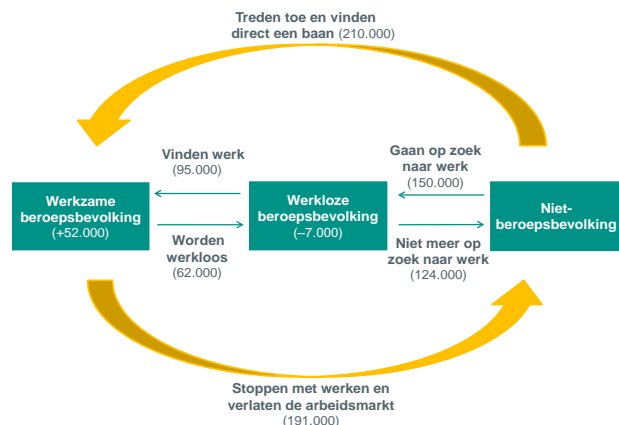 Treden toe en vinden
direct een baan (210.000)
Vinden werk
(95.000)
Gaan op zoek
naar werk
(150.000)
Werkzame
beroepsbevolking
(+52.000)
Werkloze
beroepsbevolking
(–7.000)
Niet-
beroepsbevolking
Worden
werkloos
(62.000)
Niet meer op
zoek naar werk
(124.000)
Stoppen met werken en
verlaten de arbeidsmarkt
(191.000)